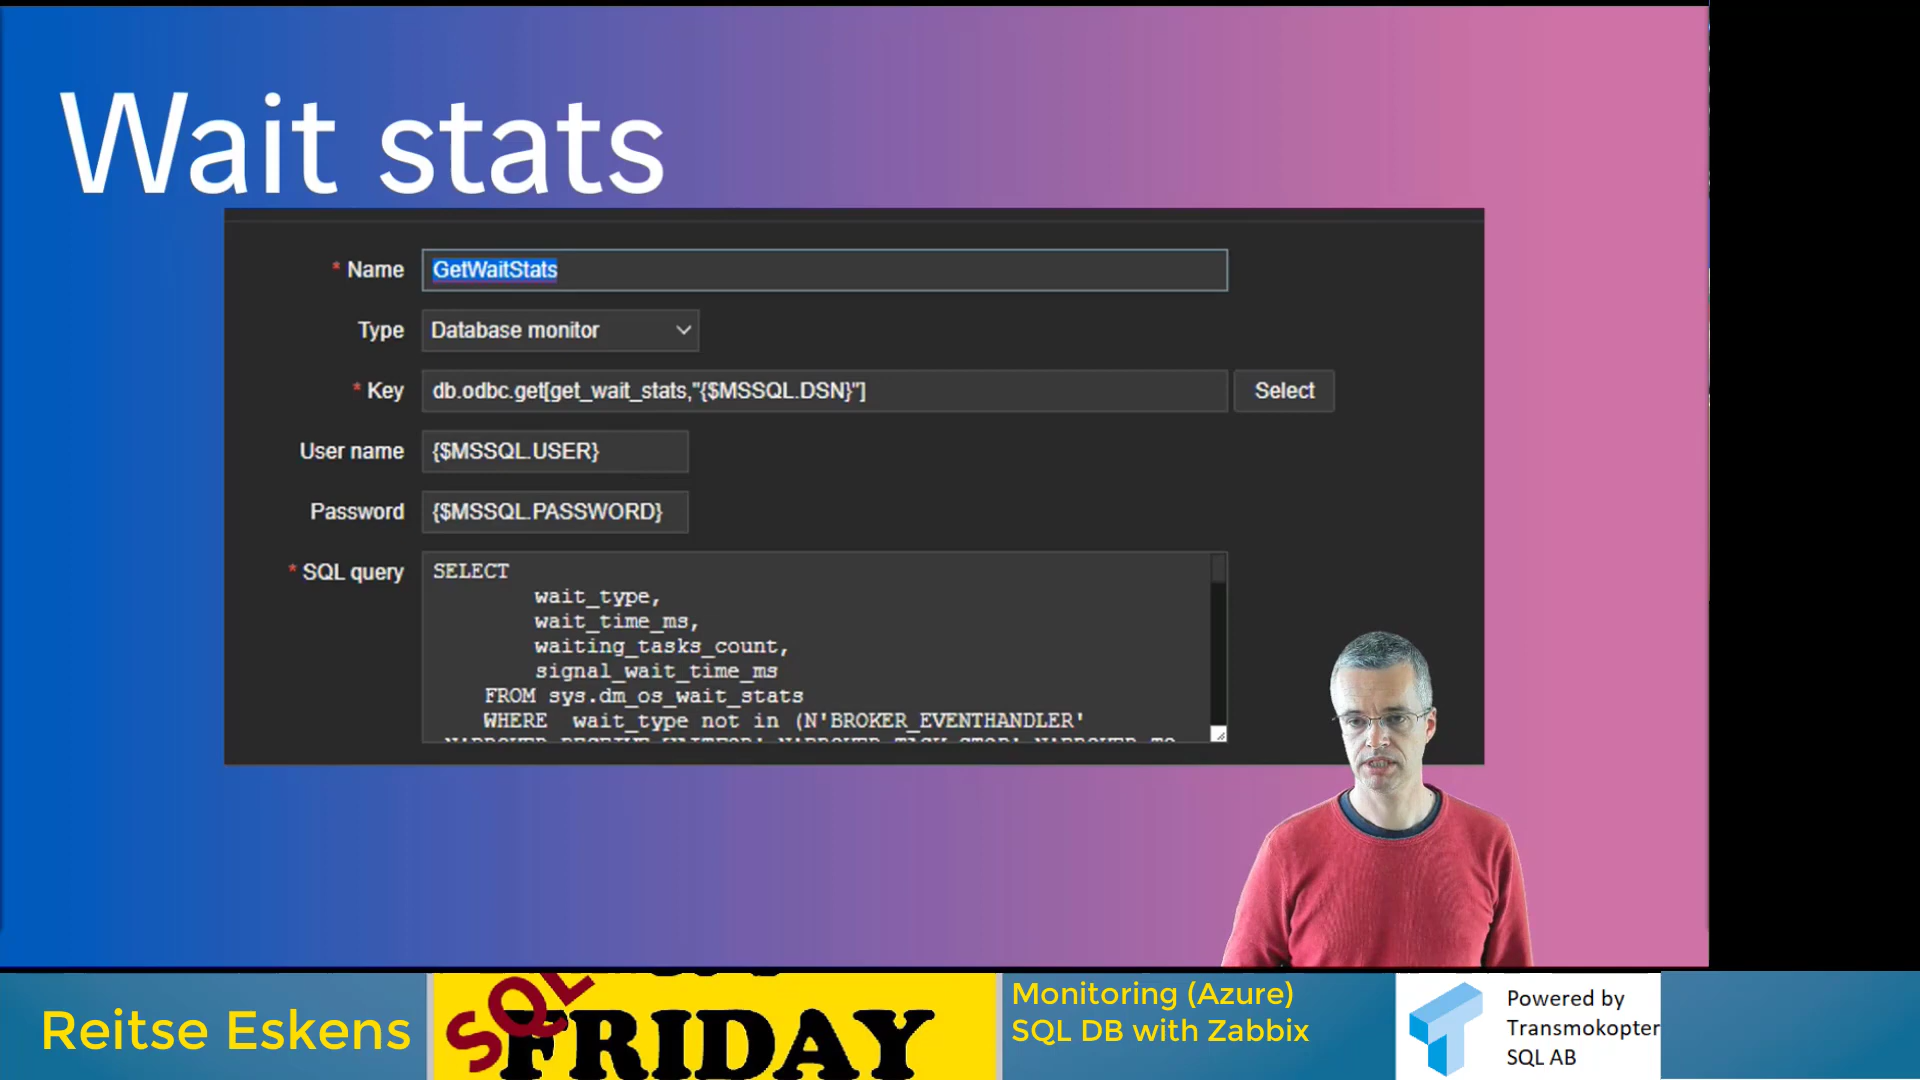 Wait stats
* Name GetWaitStats
Type Database monitor
* Key db.odbc.get[get_wait_stats,"{$MSSQL.DSN}"] Select
User name {$MSSQL.USER}
Password {$MSSQL.PASSWORD}
* SQL query SELECT
wait_type,
wait_time_ms,
waiting_tasks_count,
signal_wait_time_ms
FROM sys.dm_os_wait_stats
WHERE wait_type not in (N'BROKER_EVENTHANDLER'
Reitse Eskens
SQL
FRIDAY
Monitoring (Azure)
SQL DB with Zabbix
Powered by
Transmokopter
SQL AB